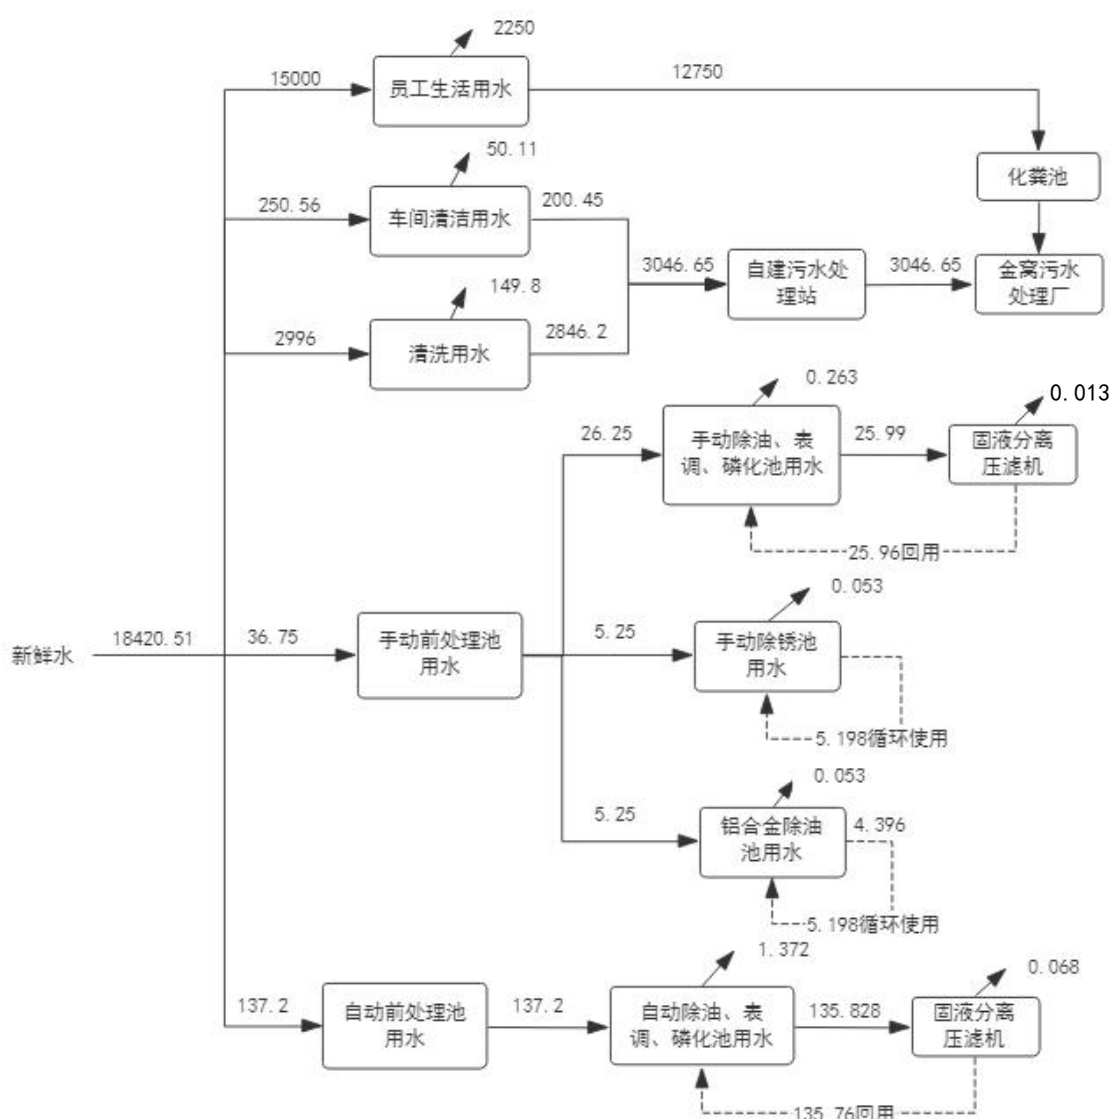 2250
15000
员工生活用水
12750
化粪池
50.11
250.56
车间清洁用水
200.45
3046.65
自建污水处
理站
3046.65
金窝污水
处理厂
149.8
2996
清洗用水
2846.2
0.263
0.013
26.25
手动除油、表
调、磷化池用水
25.99
固液分离
压滤机
25.96回用
新鲜水
18420.51
36.75
手动前处理池
用水
0.053
5.25
手动除锈池
用水
5.198循环使用
0.053
5.25
铝合金除油
池用水
4.396
5.198循环使用
1.372
0.068
137.2
自动前处理池
用水
137.2
自动除油、表
调、磷化池用水
135.828
固液分离
压滤机
135.76回用